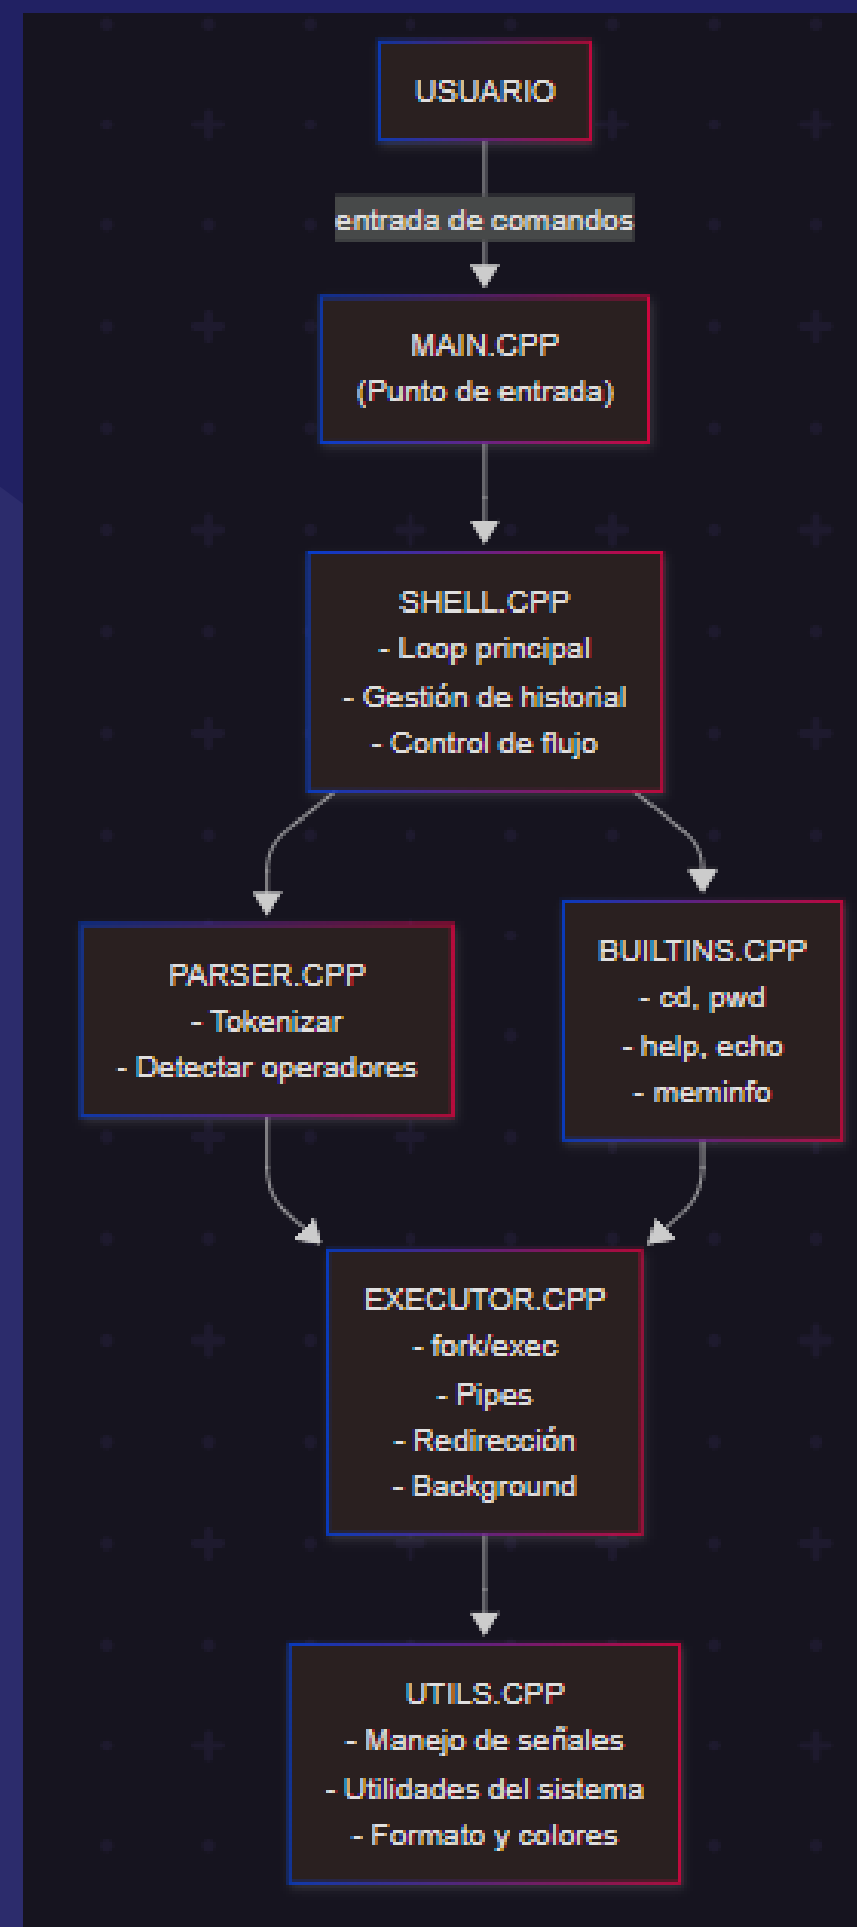 USUARIO
entrada de comandos
MAIN.CPP
(Punto de entrada)
SHELL.CPP
- Loop principal
- Gestión de historial
- Control de flujo
PARSER.CPP
- Tokenizar
- Detectar operadores
BUILTINS.CPP
- cd, pwd
- help, echo
- meminfo
EXECUTOR.CPP
- fork/exec
- Pipes
- Redirección
- Background
UTILS.CPP
- Manejo de señales
- Utilidades del sistema
- Formato y colores